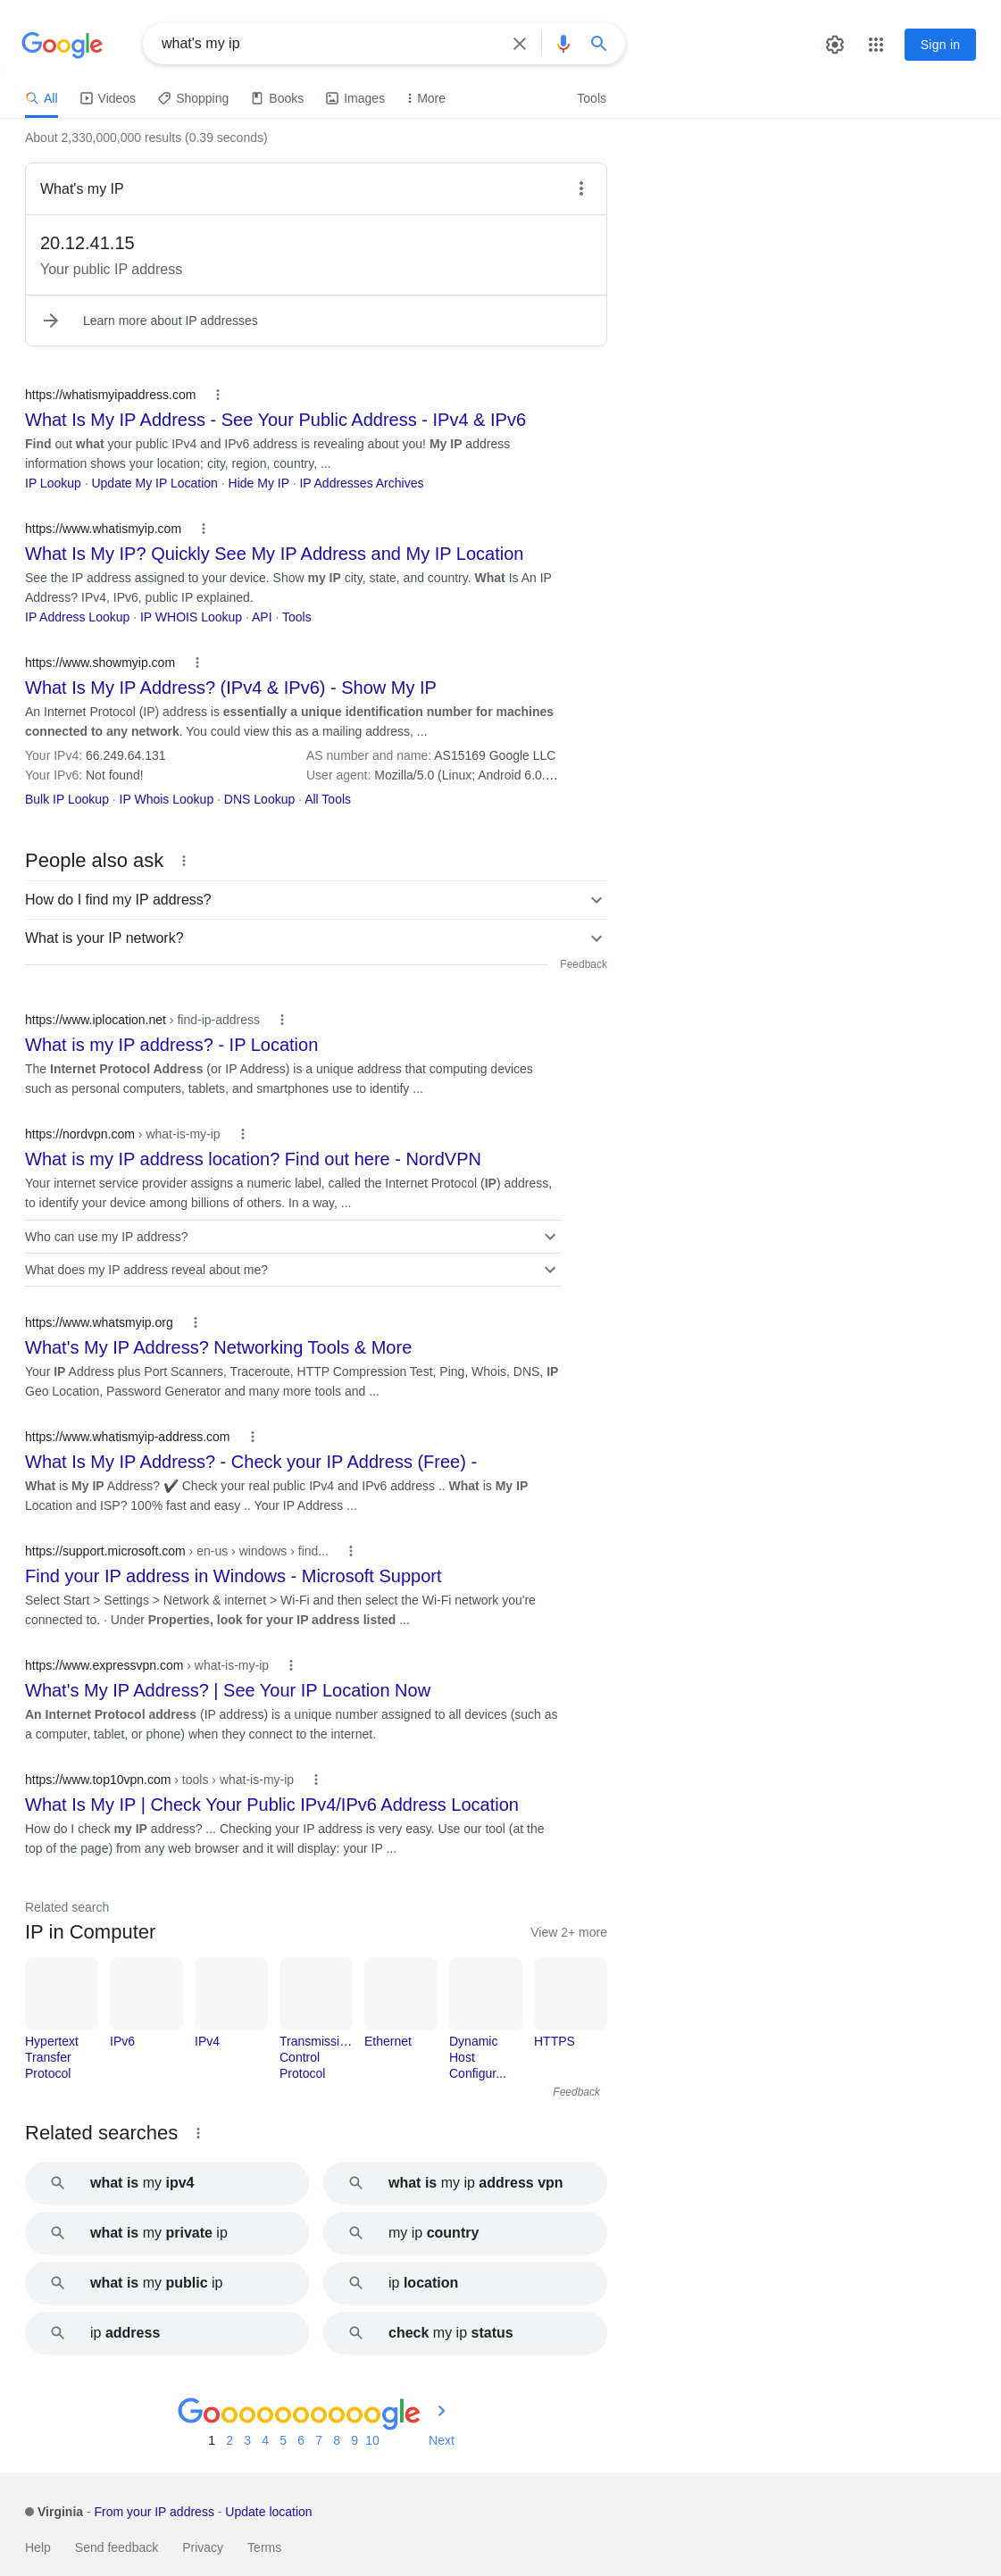 Google
what's my ip
Sign in
All
Videos
Shopping
Books
Images
More
Tools
About 2,330,000,000 results (0.39 seconds)
What's my IP
20.12.41.15
Your public IP address
Learn more about IP addresses
https://whatismyipaddress.com
What Is My IP Address - See Your Public Address - IPv4 & IPv6
Find out what your public IPv4 and IPv6 address is revealing about you! My IP address
information shows your location; city, region, country, ...
IP Lookup · Update My IP Location · Hide My IP · IP Addresses Archives
https://www.whatismyip.com
What Is My IP? Quickly See My IP Address and My IP Location
See the IP address assigned to your device. Show my IP city, state, and country. What Is An IP
Address? IPv4, IPv6, public IP explained.
IP Address Lookup · IP WHOIS Lookup · API · Tools
https://www.showmyip.com
What Is My IP Address? (IPv4 & IPv6) - Show My IP
An Internet Protocol (IP) address is essentially a unique identification number for machines
connected to any network. You could view this as a mailing address, ...
Your IPv4: 66.249.64.131
AS number and name: AS15169 Google LLC
Your IPv6: Not found!
User agent: Mozilla/5.0 (Linux; Android 6.0....
Bulk IP Lookup · IP Whois Lookup · DNS Lookup · All Tools
People also ask
How do I find my IP address?
What is your IP network?
Feedback
https://www.iplocation.net › find-ip-address
What is my IP address? - IP Location
The Internet Protocol Address (or IP Address) is a unique address that computing devices
such as personal computers, tablets, and smartphones use to identify ...
https://nordvpn.com › what-is-my-ip
What is my IP address location? Find out here - NordVPN
Your internet service provider assigns a numeric label, called the Internet Protocol (IP) address,
to identify your device among billions of others. In a way, ...
Who can use my IP address?
What does my IP address reveal about me?
https://www.whatsmyip.org
What's My IP Address? Networking Tools & More
Your IP Address plus Port Scanners, Traceroute, HTTP Compression Test, Ping, Whois, DNS, IP
Geo Location, Password Generator and many more tools and ...
https://www.whatismyip-address.com
What Is My IP Address? - Check your IP Address (Free) -
What is My IP Address? ✔️ Check your real public IPv4 and IPv6 address .. What is My IP
Location and ISP? 100% fast and easy .. Your IP Address ...
https://support.microsoft.com › en-us › windows › find...
Find your IP address in Windows - Microsoft Support
Select Start > Settings > Network & internet > Wi-Fi and then select the Wi-Fi network you're
connected to. · Under Properties, look for your IP address listed ...
https://www.expressvpn.com › what-is-my-ip
What's My IP Address? | See Your IP Location Now
An Internet Protocol address (IP address) is a unique number assigned to all devices (such as
a computer, tablet, or phone) when they connect to the internet.
https://www.top10vpn.com › tools › what-is-my-ip
What Is My IP | Check Your Public IPv4/IPv6 Address Location
How do I check my IP address? ... Checking your IP address is very easy. Use our tool (at the
top of the page) from any web browser and it will display: your IP ...
Related search
IP in Computer
View 2+ more
Hypertext
Transfer
Protocol
IPv6
IPv4
Transmissi...
Control
Protocol
Ethernet
Dynamic
Host
Configur...
HTTPS
Feedback
Related searches
what is my ipv4
what is my ip address vpn
what is my private ip
my ip country
what is my public ip
ip location
ip address
check my ip status
Goooooooooogle
1 2 3 4 5 6 7 8 9 10 Next
Virginia - From your IP address - Update location
Help
Send feedback
Privacy
Terms